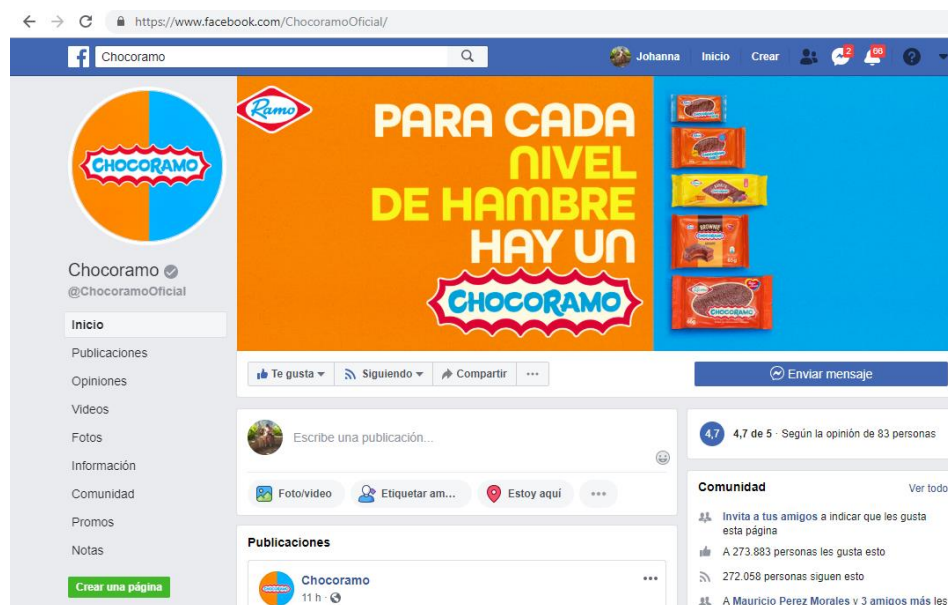 https://www.facebook.com/ChocoramoOficial/
Chocoramo
Johanna Inicio Crear 2 66
Ramo
PARA CADA
NIVEL
DE HAMBRE
HAY UN
CHOCORAMO
CHOCORAMO
Chocoramo
@ChocoramoOficial
Inicio
Publicaciones
Opiniones
Videos
Fotos
Información
Comunidad
Promos
Notas
Crear una página
Te gusta Siguiendo Compartir ...
Enviar mensaje
Escribe una publicación...
Foto/video Etiquetar am... Estoy aquí ...
Publicaciones
Chocoramo ...
11 h ·
4,7 4,7 de 5 · Según la opinión de 83 personas
Comunidad Ver todo
Invita a tus amigos a indicar que les gusta
esta página
A 273.883 personas les gusta esto
272.058 personas siguen esto
A Mauricio Perez Morales y 3 amigos más les